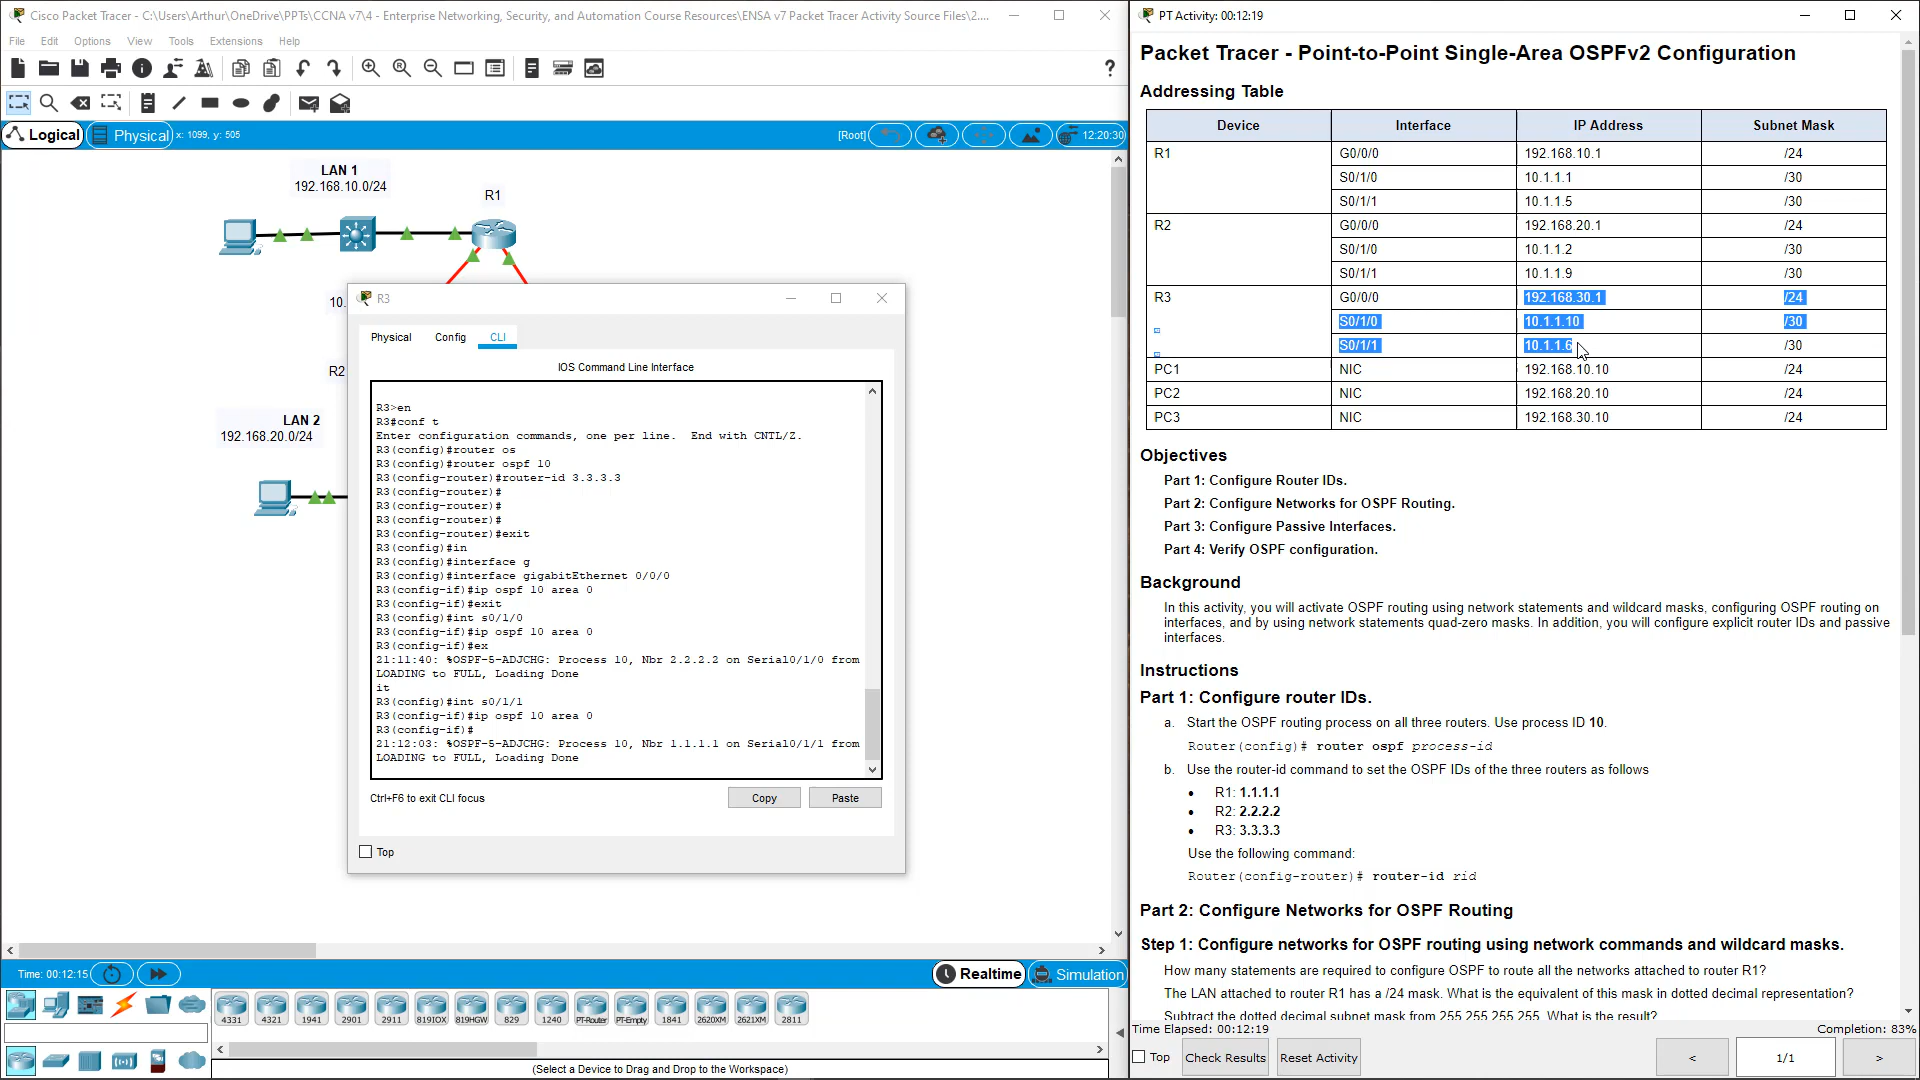 Cisco Packet Tracer - C:\Users\Arthur\OneDrive\PPTs\CCNA v7\4 - Enterprise Networking, Security, and Automation Course Resources\ENSA v7 Packet Tracer Activity Source Files\2....
File Edit Options View Tools Extensions Help
?
Logical Physical x: 1099, y: 505 [Root] 12:20:30
LAN 1
192.168.10.0/24
R1
10.
R2
LAN 2
192.168.20.0/24
R3
Physical Config CLI
IOS Command Line Interface
R3>en
R3#conf t
Enter configuration commands, one per line. End with CNTL/Z.
R3(config)#router os
R3(config)#router ospf 10
R3(config-router)#router-id 3.3.3.3
R3(config-router)#
R3(config-router)#
R3(config-router)#
R3(config-router)#exit
R3(config)#in
R3(config)#interface g
R3(config)#interface gigabitEthernet 0/0/0
R3(config-if)#ip ospf 10 area 0
R3(config-if)#exit
R3(config)#int s0/1/0
R3(config-if)#ip ospf 10 area 0
R3(config-if)#ex
21:11:40: %OSPF-5-ADJCHG: Process 10, Nbr 2.2.2.2 on Serial0/1/0 from
LOADING to FULL, Loading Done
it
R3(config)#int s0/1/1
R3(config-if)#ip ospf 10 area 0
R3(config-if)#
21:12:03: %OSPF-5-ADJCHG: Process 10, Nbr 1.1.1.1 on Serial0/1/1 from
LOADING to FULL, Loading Done
Ctrl+F6 to exit CLI focus Copy Paste
Top
Time: 00:12:15 Realtime Simulation
4331 4321 1941 2901 2911 819IOX 819HGW 829 1240 PT-Router PT-Empty 1841 2620XM 2621XM 2811
(Select a Device to Drag and Drop to the Workspace)
PT Activity: 00:12:19
Packet Tracer - Point-to-Point Single-Area OSPFv2 Configuration
Addressing Table
Device Interface IP Address Subnet Mask
R1 G0/0/0 192.168.10.1 /24
S0/1/0 10.1.1.1 /30
S0/1/1 10.1.1.5 /30
R2 G0/0/0 192.168.20.1 /24
S0/1/0 10.1.1.2 /30
S0/1/1 10.1.1.9 /30
R3 G0/0/0 192.168.30.1 /24
S0/1/0 10.1.1.10 /30
S0/1/1 10.1.1.6 /30
PC1 NIC 192.168.10.10 /24
PC2 NIC 192.168.20.10 /24
PC3 NIC 192.168.30.10 /24
Objectives
Part 1: Configure Router IDs.
Part 2: Configure Networks for OSPF Routing.
Part 3: Configure Passive Interfaces.
Part 4: Verify OSPF configuration.
Background
In this activity, you will activate OSPF routing using network statements and wildcard masks, configuring OSPF routing on
interfaces, and by using network statements quad-zero masks. In addition, you will configure explicit router IDs and passive
interfaces.
Instructions
Part 1: Configure router IDs.
a. Start the OSPF routing process on all three routers. Use process ID 10.
Router(config)# router ospf process-id
b. Use the router-id command to set the OSPF IDs of the three routers as follows
• R1: 1.1.1.1
• R2: 2.2.2.2
• R3: 3.3.3.3
Use the following command:
Router(config-router)# router-id rid
Part 2: Configure Networks for OSPF Routing
Step 1: Configure networks for OSPF routing using network commands and wildcard masks.
How many statements are required to configure OSPF to route all the networks attached to router R1?
The LAN attached to router R1 has a /24 mask. What is the equivalent of this mask in dotted decimal representation?
Subtract the dotted decimal subnet mask from 255.255.255.255. What is the result?
Time Elapsed: 00:12:19 Completion: 83%
Top Check Results Reset Activity < 1/1 >